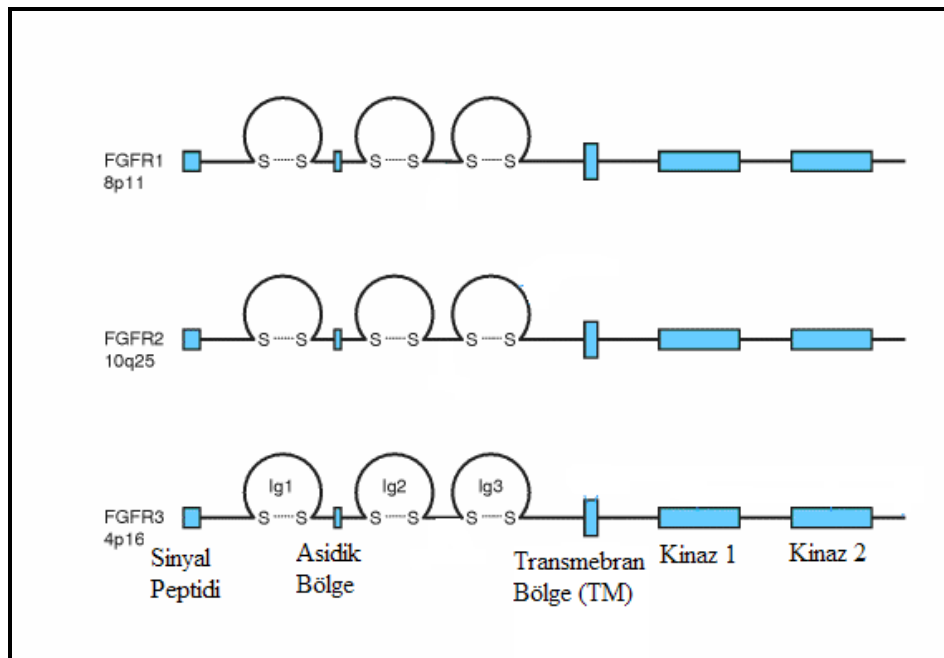 S S S S S S
FGFR1
8p11
S S S S S S
FGFR2
10q25
Ig1 Ig2 Ig3
S S S S S S
FGFR3
4p16
Sinyal
Peptidi
Asidik
Bölge
Transmebran
Bölge (TM)
Kinaz 1
Kinaz 2